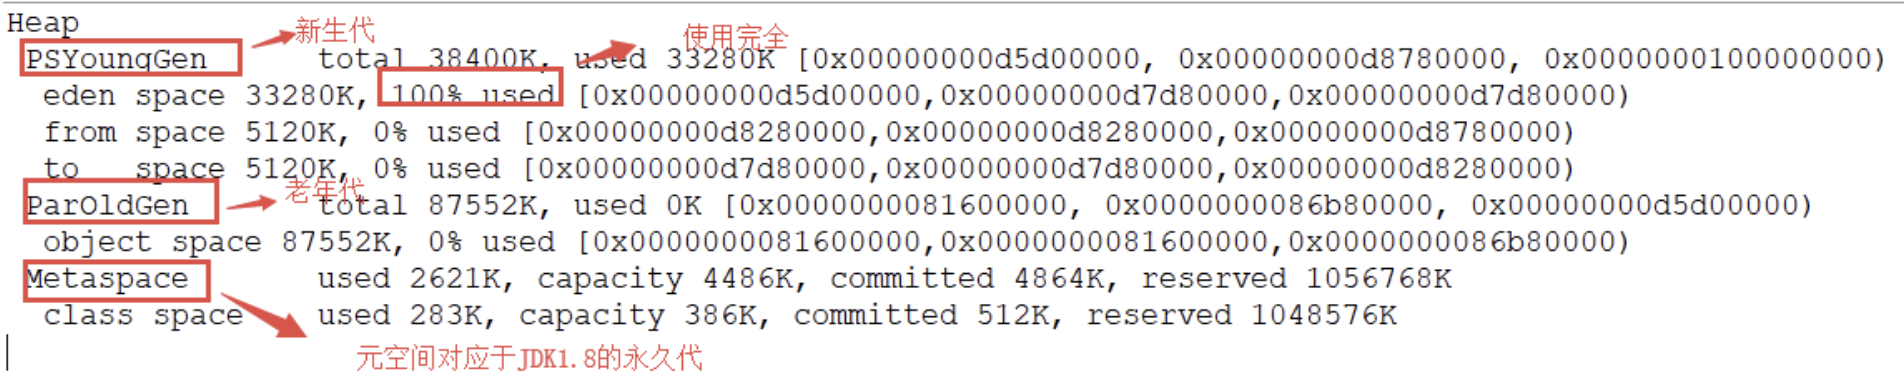 Heap
新生代
使用完全
PSYoungGen total 38400K, used 33280K [0x00000000d5d00000, 0x00000000d8780000, 0x0000000100000000)
eden space 33280K, 100% used [0x00000000d5d00000,0x00000000d7d80000,0x00000000d7d80000)
from space 5120K, 0% used [0x00000000d8280000,0x00000000d8280000,0x00000000d8780000)
to space 5120K, 0% used [0x00000000d7d80000,0x00000000d7d80000,0x00000000d8280000)
老年代
ParOldGen total 87552K, used 0K [0x0000000081600000, 0x0000000086b80000, 0x00000000d5d00000)
object space 87552K, 0% used [0x0000000081600000,0x0000000081600000,0x0000000086b80000)
Metaspace used 2621K, capacity 4486K, committed 4864K, reserved 1056768K
class space used 283K, capacity 386K, committed 512K, reserved 1048576K
元空间对应于JDK1.8的永久代